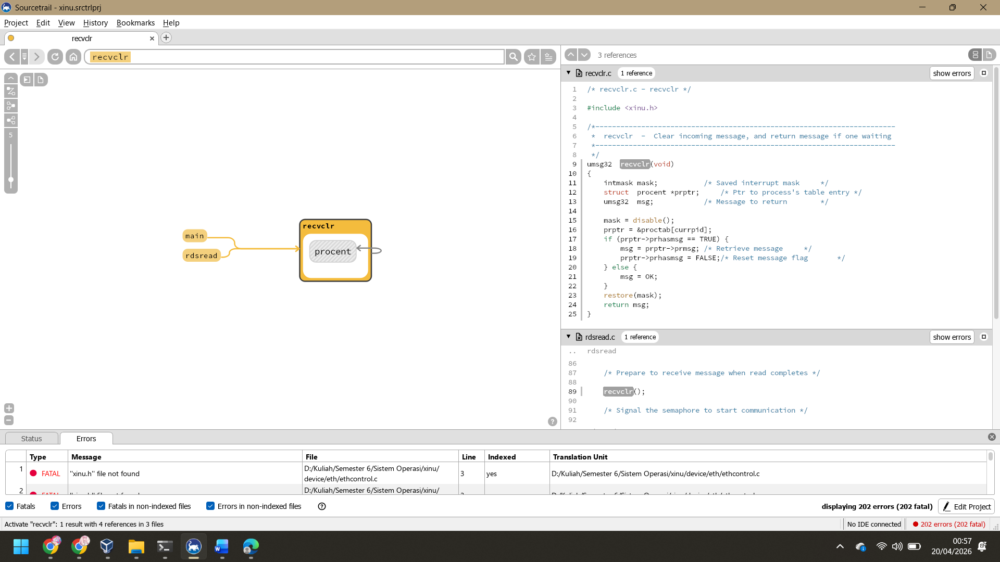 Sourcetrail - xinu.srctrlprj
Project Edit View History Bookmarks Help
recvclr
recvclr
3 references
5
main
rdsread
recvclr
procent
recvclr.c 1 reference show errors
1 /* recvclr.c - recvclr */
2
3 #include <xinu.h>
4
5 /*------------------------------------------------------------------------
6 * recvclr - Clear incoming message, and return message if one waiting
7 *------------------------------------------------------------------------
8 */
9 umsg32 recvclr(void)
10 {
11 intmask mask; /* Saved interrupt mask */
12 struct procent *prptr; /* Ptr to process's table entry */
13 umsg32 msg; /* Message to return */
14
15 mask = disable();
16 prptr = &proctab[currpid];
17 if (prptr->prhasmsg == TRUE) {
18 msg = prptr->prmsg; /* Retrieve message */
19 prptr->prhasmsg = FALSE;/* Reset message flag */
20 } else {
21 msg = OK;
22 }
23 restore(mask);
24 return msg;
25 }
rdsread.c 1 reference show errors
.. rdsread
86
87 /* Prepare to receive message when read completes */
88
89 recvclr();
90
91 /* Signal the semaphore to start communication */
92
Status Errors
Type Message File Line Indexed Translation Unit
1 FATAL "xinu.h" file not found D:/Kuliah/Semester 6/Sistem Operasi/xinu/ 3 yes D:/Kuliah/Semester 6/Sistem Operasi/xinu/device/eth/ethcontrol.c
device/eth/ethcontrol.c
2 D:/Kuliah/Semester 6/Sistem Operasi/xinu/
Fatals Errors Fatals in non-indexed files Errors in non-indexed files
displaying 202 errors (202 fatal) Edit Project
Activate "recvclr": 1 result with 4 references in 3 files
No IDE connected 202 errors (202 fatal)
00:57
20/04/2026